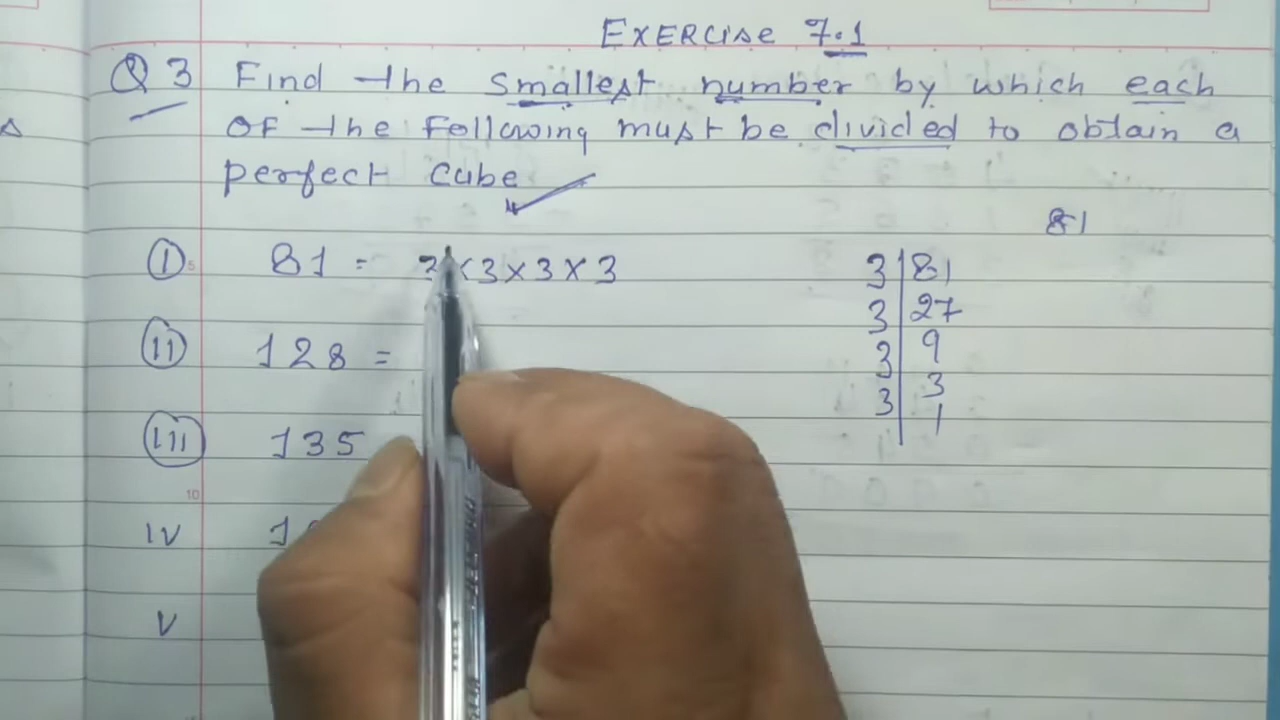 EXERCISE 7.1
Q3 Find the smallest number by which each
of the following must be divided to obtain a
perfect cube
81
(i) 81 = 3×3×3×3
3 | 81
3 | 27
3 | 9
3 | 3
1
(ii) 128 =
(iii) 135
iv
v